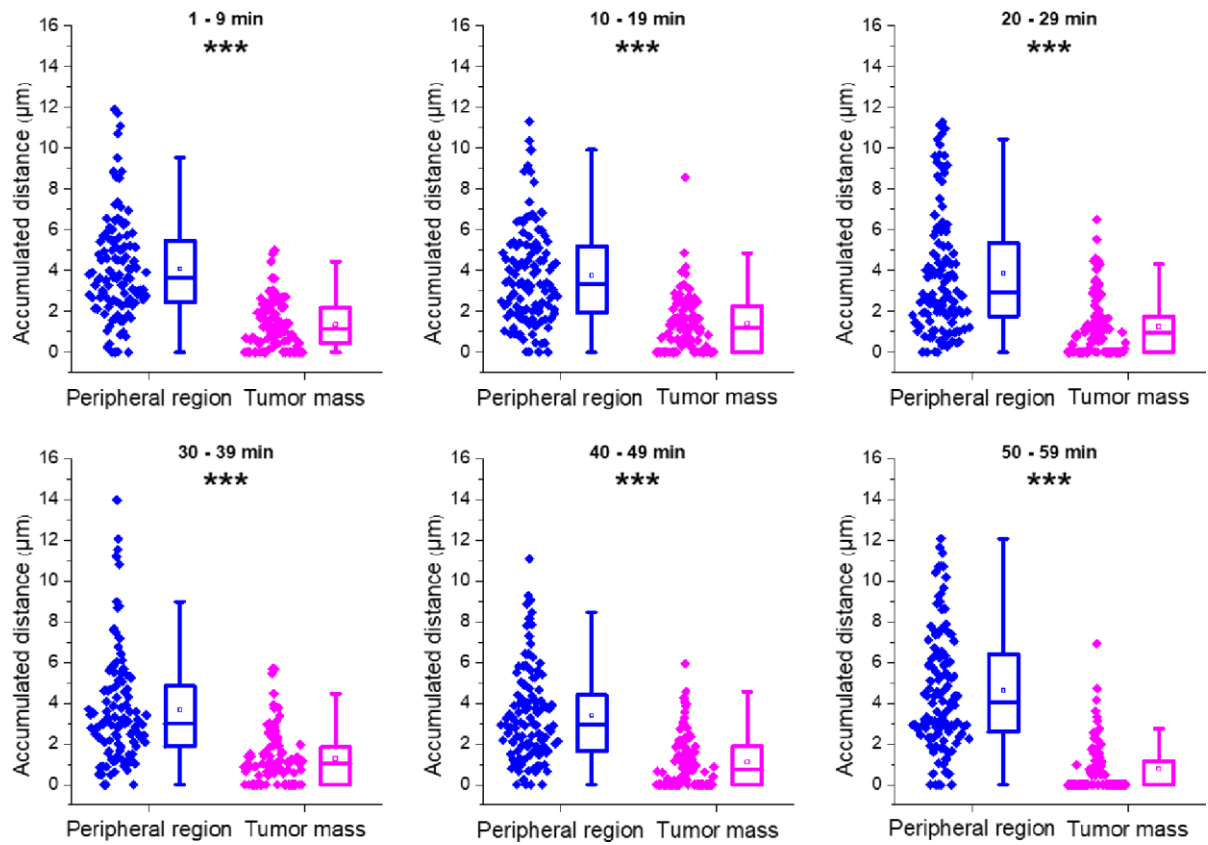 1 - 9 min
***
Accumulated distance (μm)
16
14
12
10
8
6
4
2
0
Peripheral region
Tumor mass
10 - 19 min
***
Accumulated distance (μm)
16
14
12
10
8
6
4
2
0
Peripheral region
Tumor mass
20 - 29 min
***
Accumulated distance (μm)
16
14
12
10
8
6
4
2
0
Peripheral region
Tumor mass
30 - 39 min
***
Accumulated distance (μm)
16
14
12
10
8
6
4
2
0
Peripheral region
Tumor mass
40 - 49 min
***
Accumulated distance (μm)
16
14
12
10
8
6
4
2
0
Peripheral region
Tumor mass
50 - 59 min
***
Accumulated distance (μm)
16
14
12
10
8
6
4
2
0
Peripheral region
Tumor mass